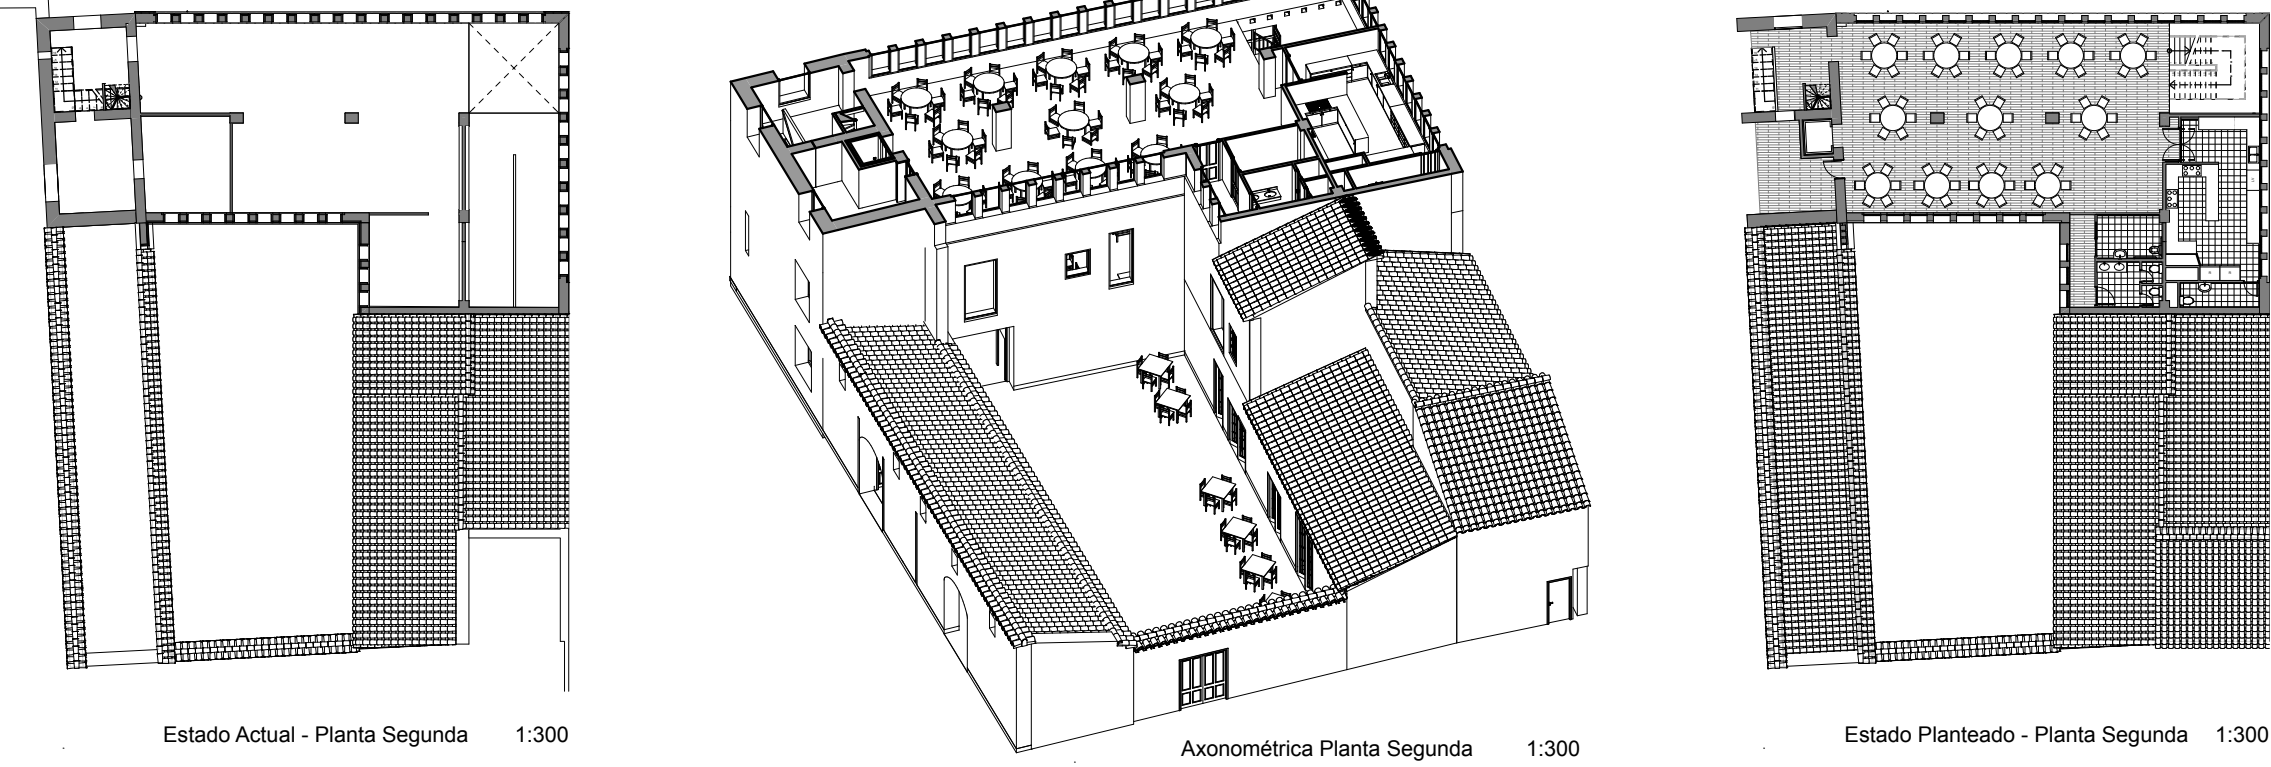 Estado Actual - Planta Segunda 1:300
Axonométrica Planta Segunda 1:300
Estado Planteado - Planta Segunda 1:300